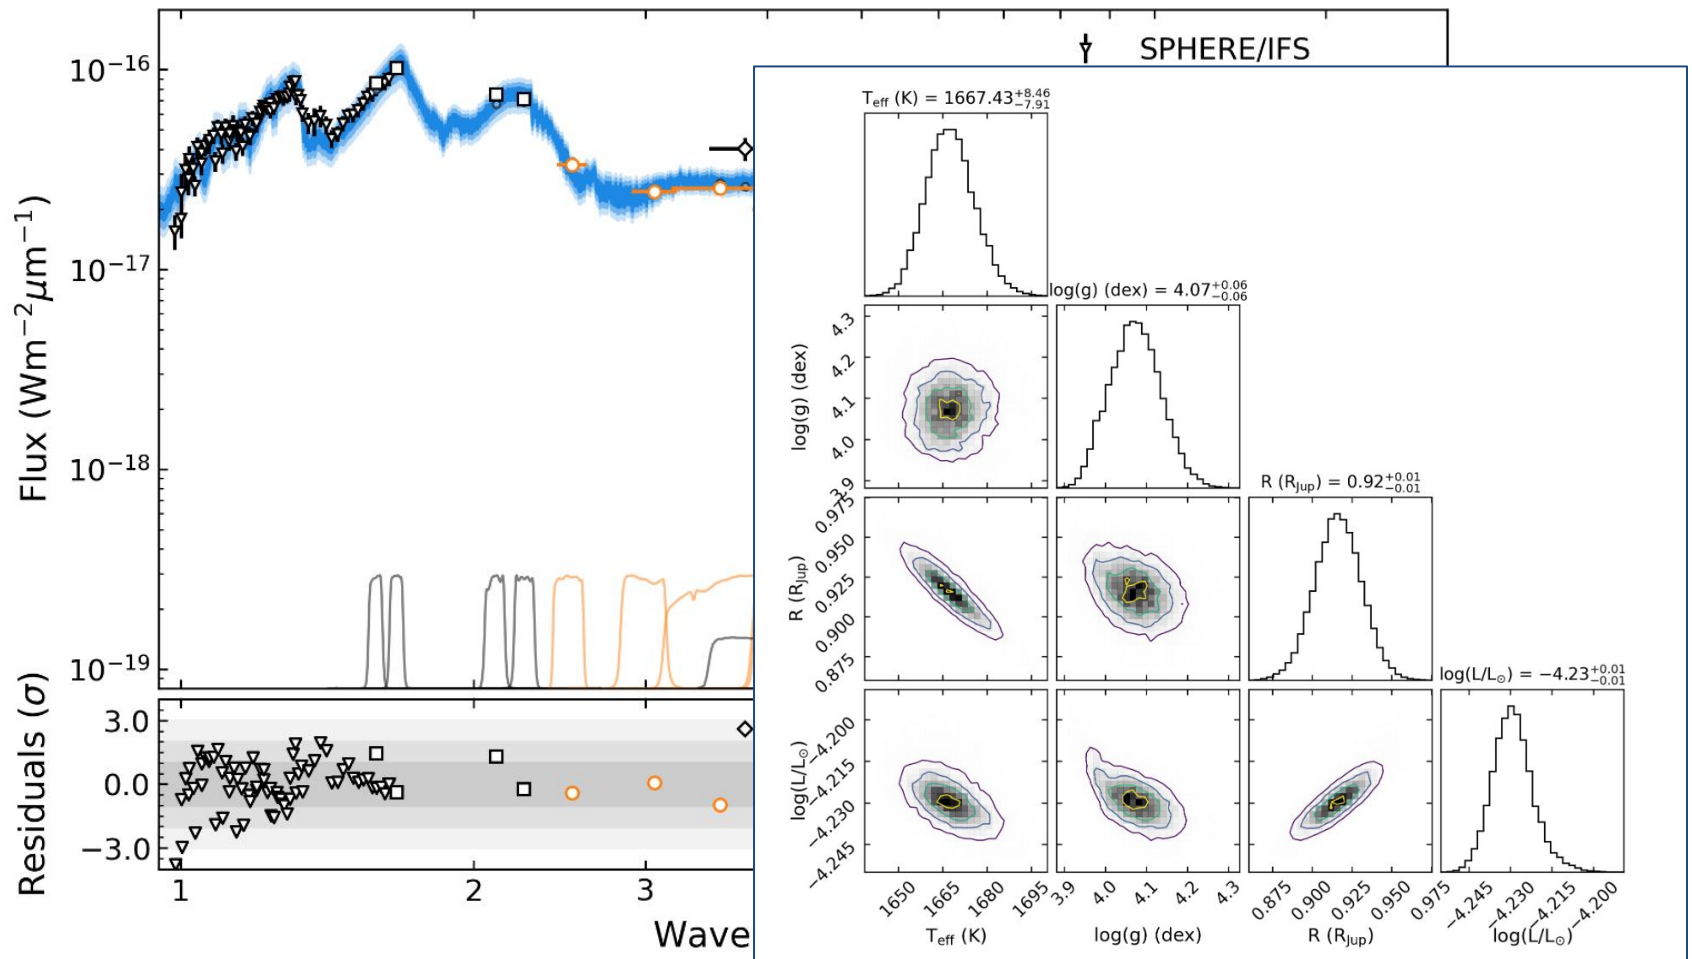 SPHERE/IFS
10⁻¹⁶
10⁻¹⁷
10⁻¹⁸
10⁻¹⁹
Flux (Wm⁻²μm⁻¹)
3.0
0.0
−3.0
Residuals (σ)
1 2 3
Wave
T_eff (K) = 1667.43 +8.46 −7.91
log(g) (dex) = 4.07 +0.06 −0.06
R (R_Jup) = 0.92 +0.01 −0.01
log(L/L⊙) = −4.23 +0.01 −0.01
4.3
4.2
4.1
4.0
3.9
log(g) (dex)
0.975
0.950
0.925
0.900
0.875
R (R_Jup)
−4.200
−4.215
−4.230
−4.245
log(L/L⊙)
1650 1665 1680 1695
T_eff (K)
3.9 4.0 4.1 4.2 4.3
log(g) (dex)
0.875 0.900 0.925 0.950 0.975
R (R_Jup)
−4.245 −4.230 −4.215 −4.200
log(L/L⊙)